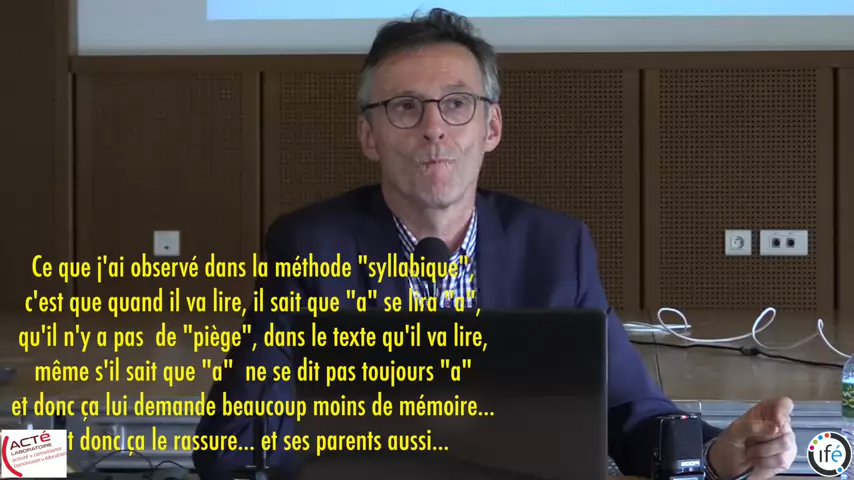 Ce que j'ai observé dans la méthode "syllabique",
c'est que quand il va lire, il sait que "a" se lira "a",
qu'il n'y a pas de "piège", dans le texte qu'il va lire,
même s'il sait que "a" ne se dit pas toujours "a"
et donc ça lui demande beaucoup moins de mémoire...
t donc ça le rassure... et ses parents aussi...
ACTé
LABORATOIRE
ifé